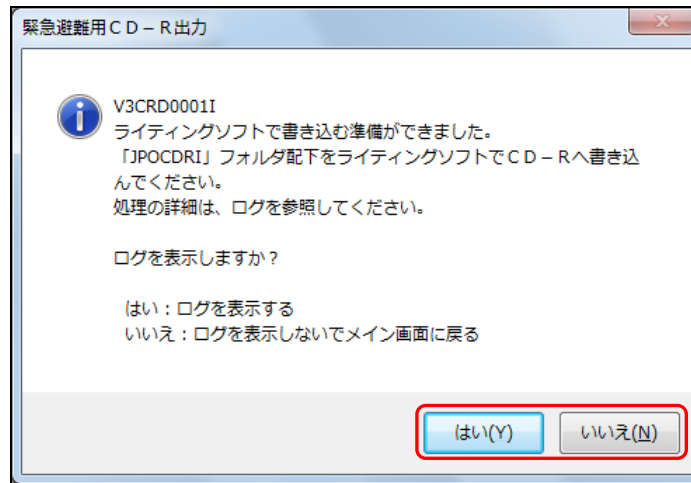 緊急避難用ＣＤ－Ｒ出力
V3CRD0001I
ライティングソフトで書き込む準備ができました。
「JPOCDRI」フォルダ配下をライティングソフトでＣＤ－Ｒへ書き込
んでください。
処理の詳細は、ログを参照してください。
ログを表示しますか？
はい：ログを表示する
いいえ：ログを表示しないでメイン画面に戻る
はい(Y) いいえ(N)